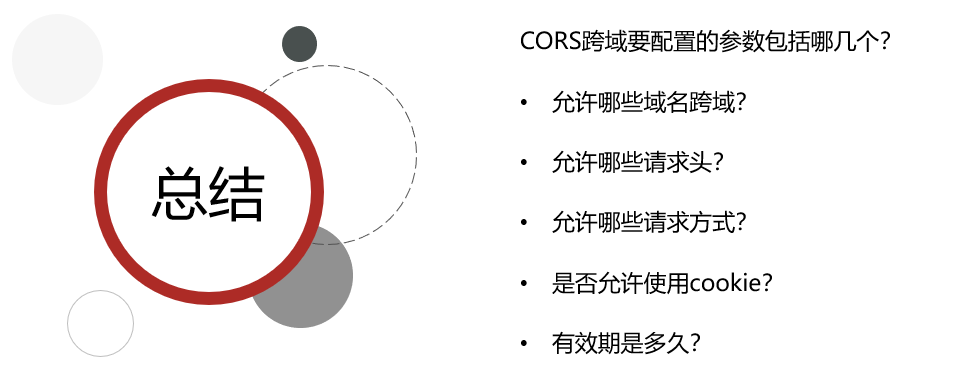 总结
CORS跨域要配置的参数包括哪几个？
• 允许哪些域名跨域？
• 允许哪些请求头？
• 允许哪些请求方式？
• 是否允许使用cookie？
• 有效期是多久？